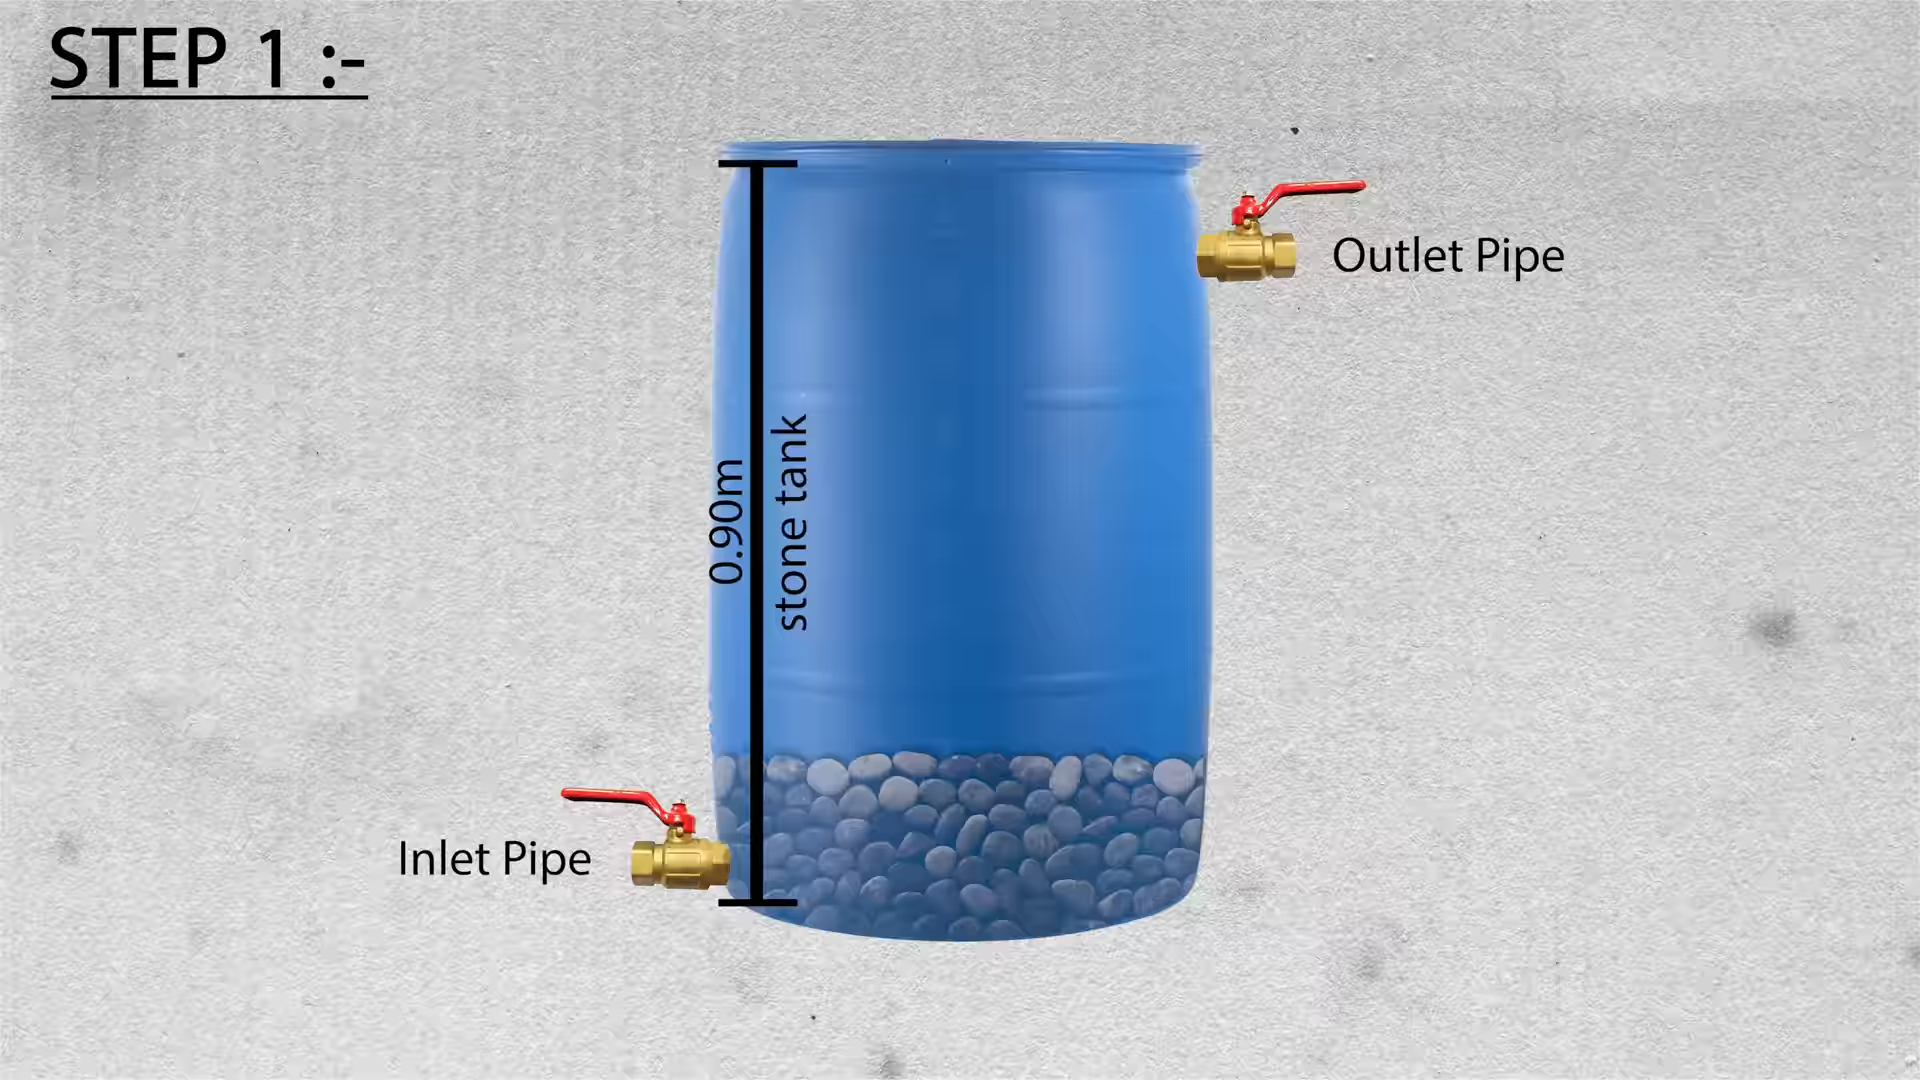 STEP 1 :-
Outlet Pipe
0.90m
stone tank
Inlet Pipe